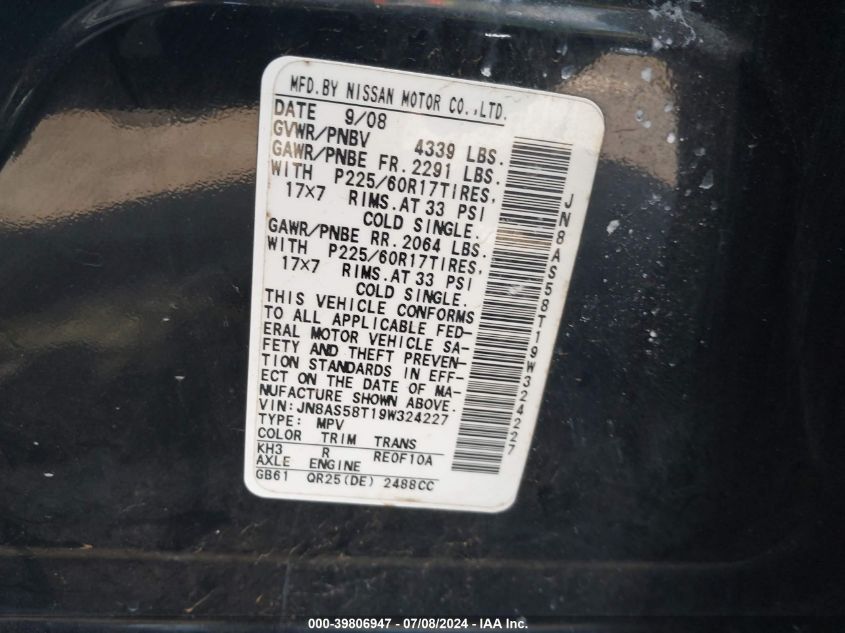 MFD.BY NISSAN MOTOR CO.,LTD.
DATE 9/08
GVWR/PNBV 4339 LBS.
GAWR/PNBE FR. 2291 LBS.
WITH P225/60R17TIRES,
17×7 RIMS.AT 33 PSI
COLD SINGLE.
GAWR/PNBE RR. 2064 LBS.
WITH P225/60R17TIRES,
17×7 RIMS.AT 33 PSI
COLD SINGLE.
THIS VEHICLE CONFORMS
TO ALL APPLICABLE FED-
ERAL MOTOR VEHICLE SA-
FETY AND THEFT PREVEN-
TION STANDARDS IN EFF-
ECT ON THE DATE OF MA-
NUFACTURE SHOWN ABOVE.
VIN:JN8AS58T19W324227
TYPE: MPV
COLOR TRIM TRANS
KH3 R RE0F10A
AXLE ENGINE
GB61 QR25(DE) 2488CC
JN8AS58T19W324227
000-39806947 - 07/08/2024 - IAA Inc.